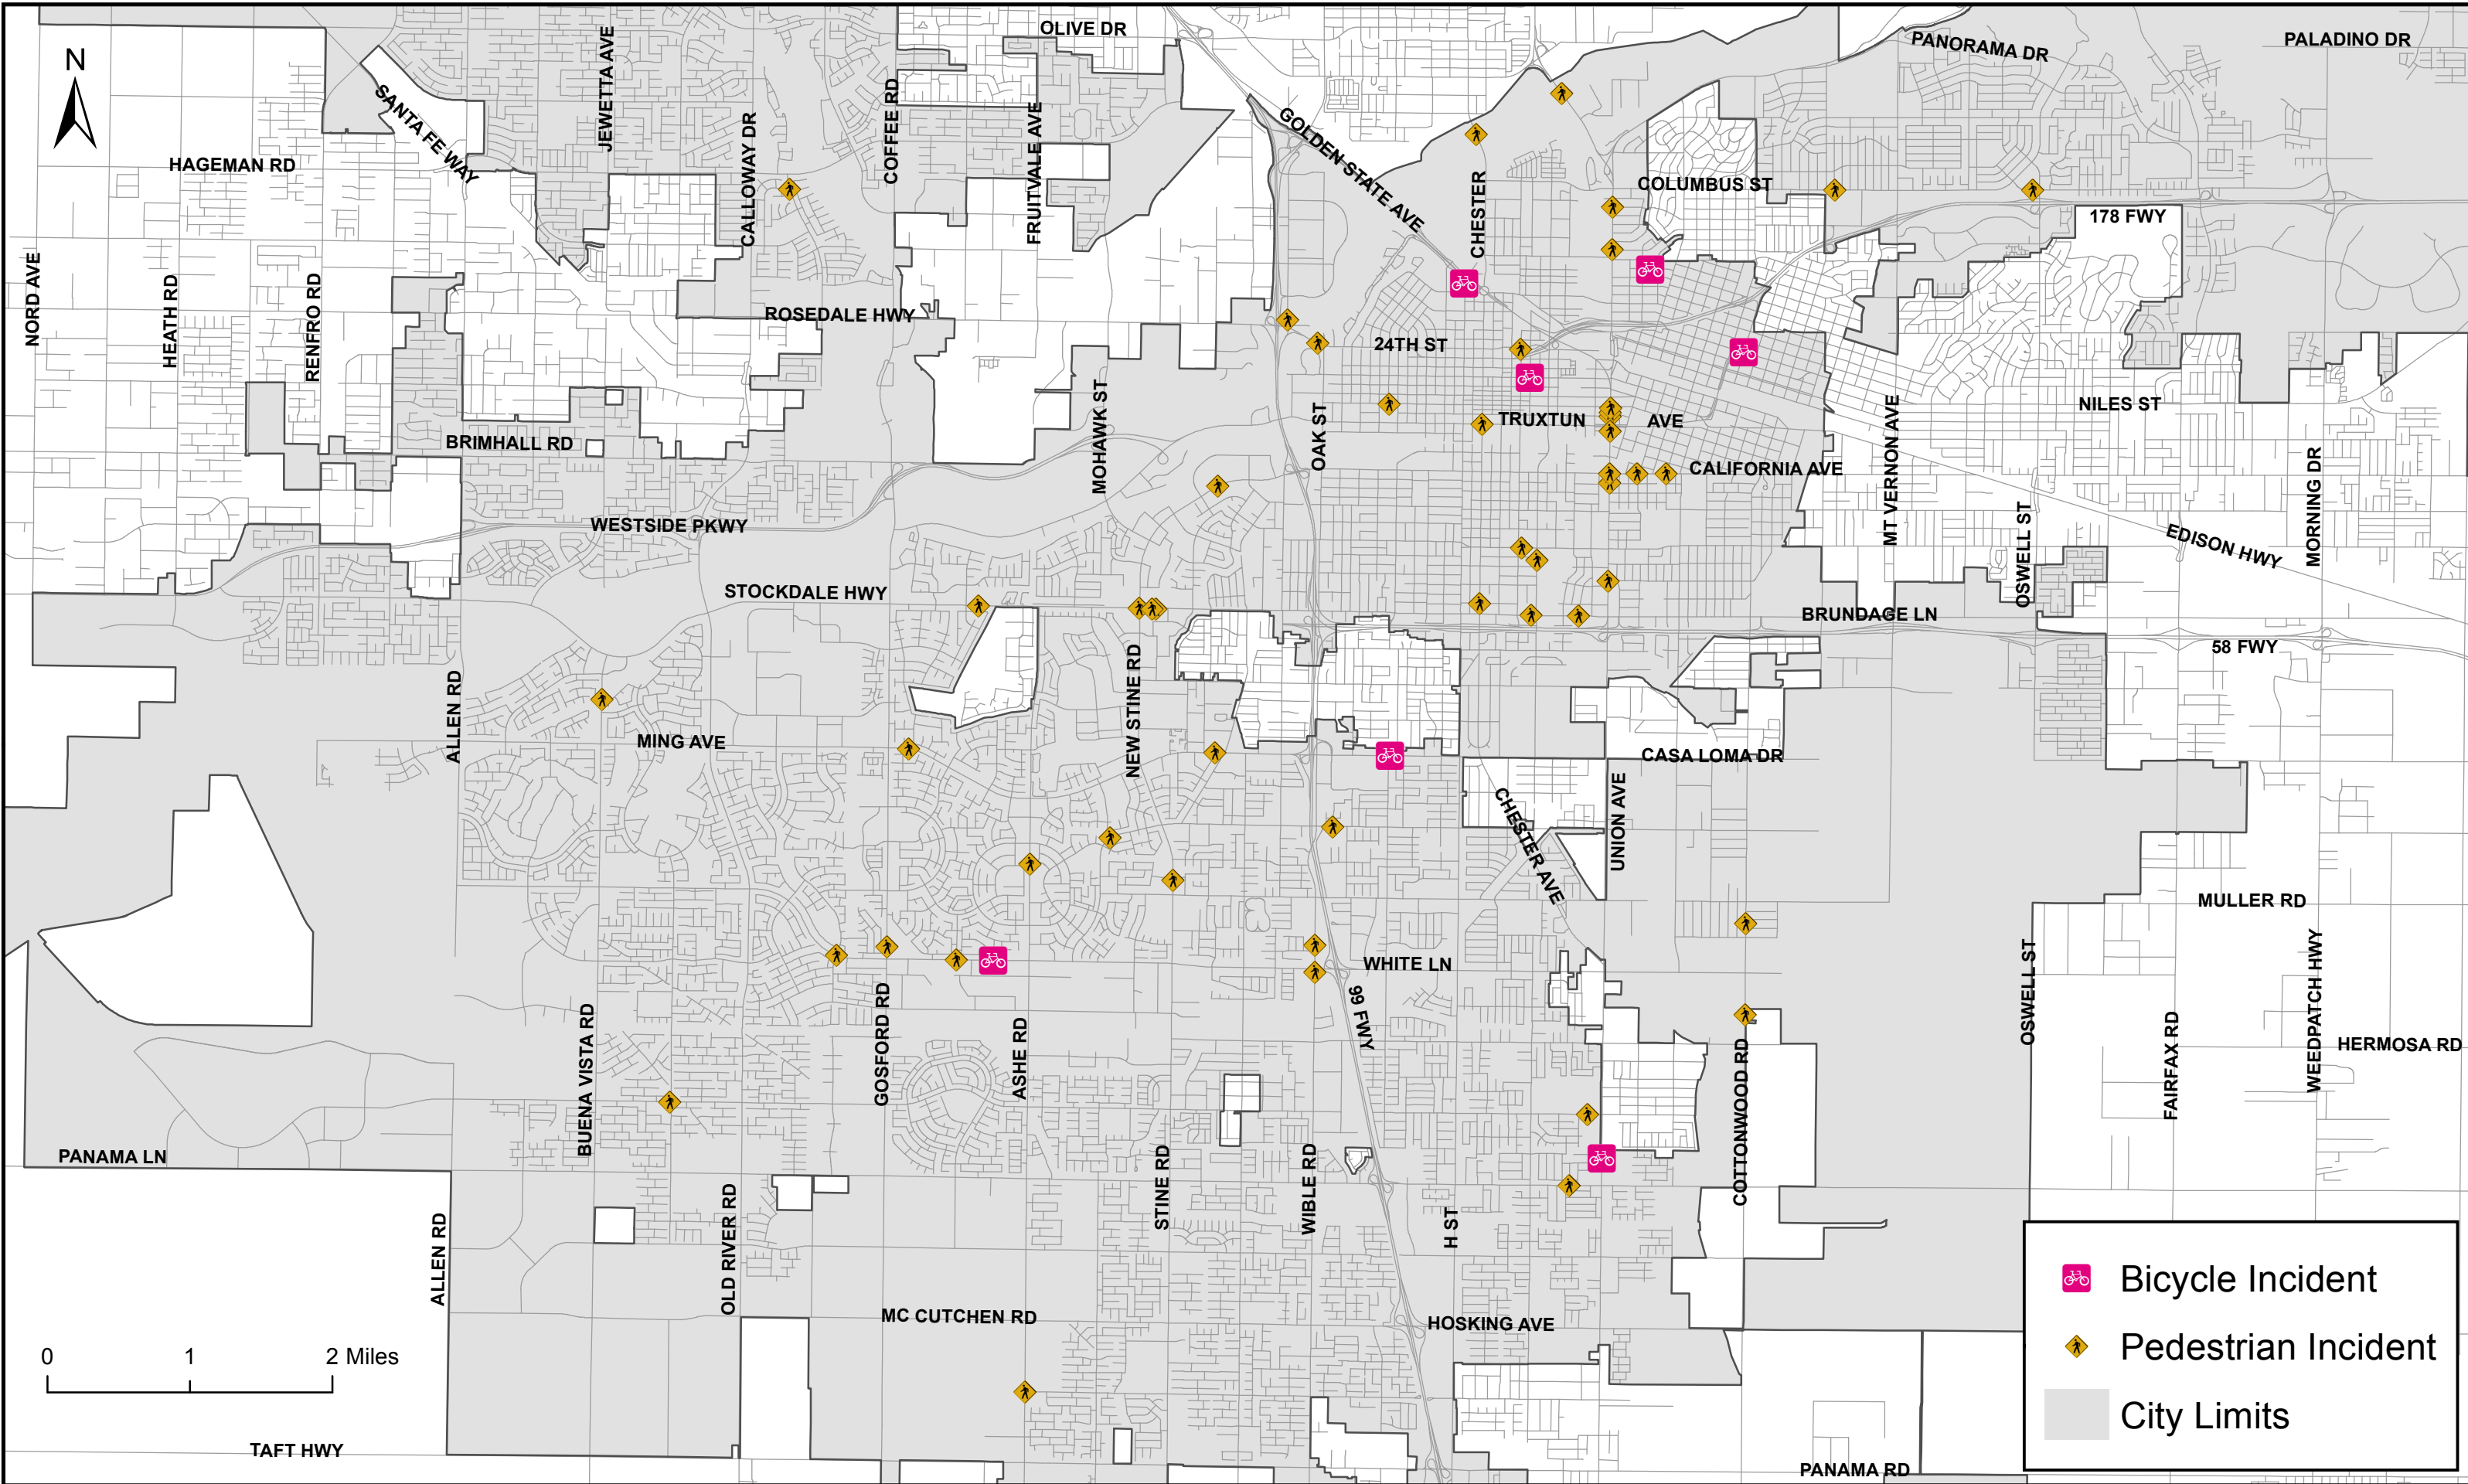 OLIVE DR
PANORAMA DR
PALADINO DR
N
SANTA FE WAY
JEWETTA AVE
CALLOWAY DR
COFFEE RD
FRUITVALE AVE
GOLDEN STATE AVE
CHESTER
COLUMBUS ST
HAGEMAN RD
178 FWY
NORD AVE
HEATH RD
RENFRO RD
ROSEDALE HWY
24TH ST
MOHAWK ST
OAK ST
TRUXTUN
AVE
NILES ST
BRIMHALL RD
CALIFORNIA AVE
MT VERNON AVE
OSWELL ST
MORNING DR
EDISON HWY
WESTSIDE PKWY
STOCKDALE HWY
BRUNDAGE LN
58 FWY
ALLEN RD
MING AVE
NEW STINE RD
CASA LOMA DR
CHESTER AVE
UNION AVE
MULLER RD
WHITE LN
99 FWY
OSWELL ST
WEEDPATCH HWY
BUENA VISTA RD
GOSFORD RD
ASHE RD
COTTONWOOD RD
FAIRFAX RD
HERMOSA RD
PANAMA LN
ALLEN RD
OLD RIVER RD
STINE RD
WIBLE RD
H ST
MC CUTCHEN RD
HOSKING AVE
0 1 2 Miles
TAFT HWY
PANAMA RD
Bicycle Incident
Pedestrian Incident
City Limits